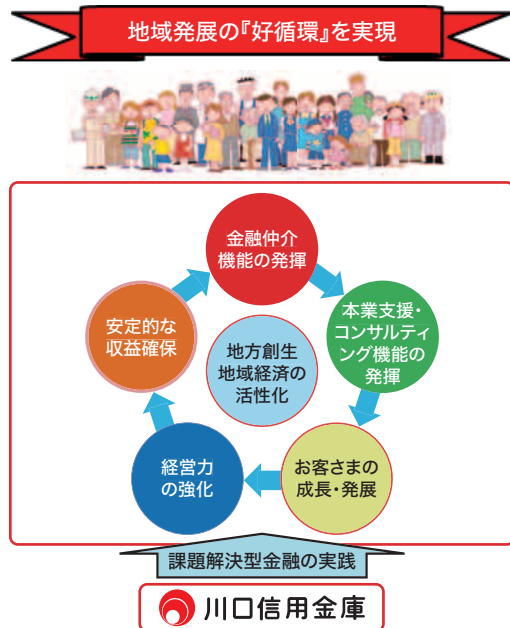 地域発展の『好循環』を実現
金融仲介
機能の発揮
本業支援・
コンサルティ
ング機能の
発揮
お客さまの
成長・発展
経営力
の強化
安定的な
収益確保
地方創生
地域経済の
活性化
課題解決型金融の実践
川口信用金庫